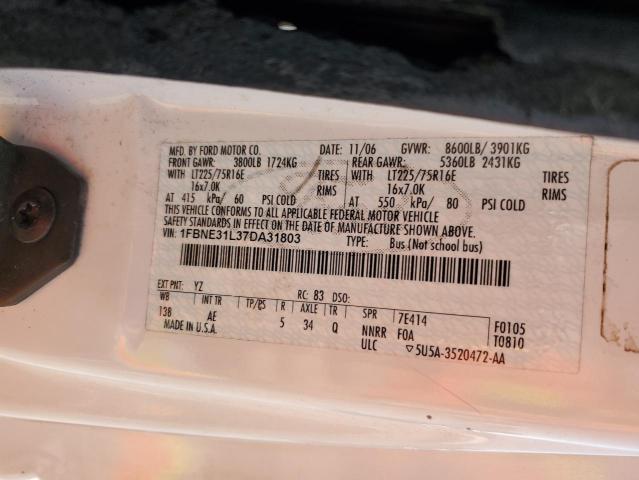 MFD. BY FORD MOTOR CO. DATE: 11/06 GVWR: 8600LB/ 3901KG
FRONT GAWR: 3800LB 1724KG REAR GAWR: 5360LB 2431KG
WITH LT225/75R16E TIRES WITH LT225/75R16E TIRES
16x7.0K RIMS 16x7.0K RIMS
AT 415 kPa/ 60 PSI COLD AT 550 kPa/ 80 PSI COLD
THIS VEHICLE CONFORMS TO ALL APPLICABLE FEDERAL MOTOR VEHICLE
SAFETY STANDARDS IN EFFECT ON THE DATE OF MANUFACTURE SHOWN ABOVE.
VIN: 1FBNE31L37DA31803 TYPE: Bus (Not school bus)
EXT PNT: YZ RC: 83 DSO:
WB INT TR TP/PS R AXLE TR SPR 7E414 F0105
138 AE 5 34 Q NNRR F0A T0810
MADE IN U.S.A. ULC ▽5U5A-3520472-AA